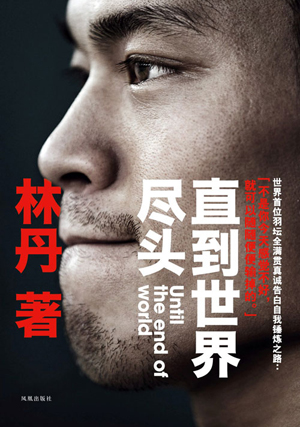 世界首位羽坛全满贯真诚告白自我锤炼之路：
直到世界
尽头
Until
the end of
world
林丹 著
凤凰出版社